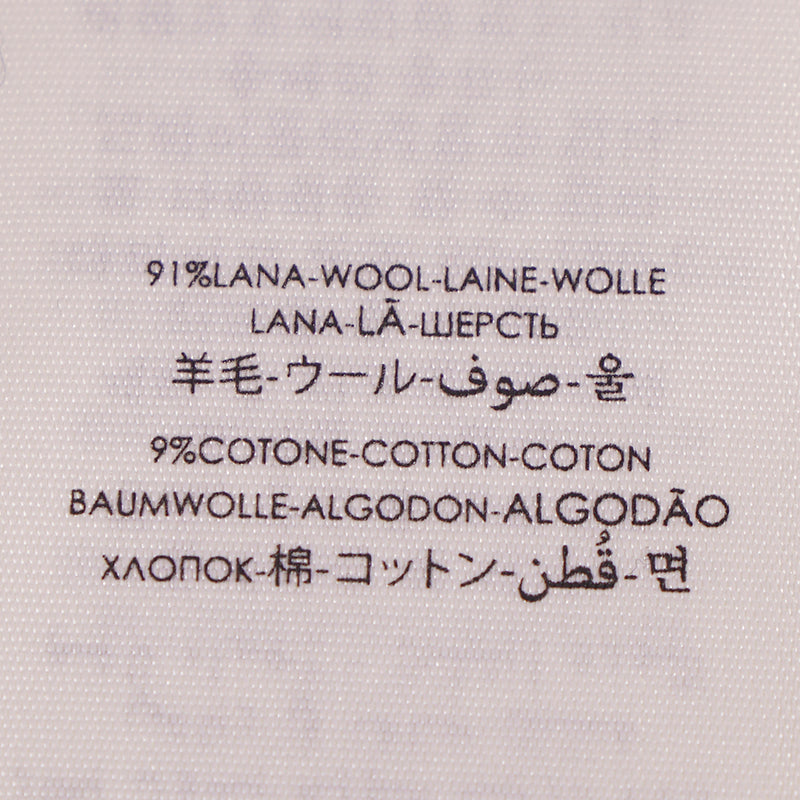 91%LANA-WOOL-LAINE-WOLLE
LANA-LÃ-ШЕРСТЬ
羊毛-ウール-صوف-울
9%COTONE-COTTON-COTON
BAUMWOLLE-ALGODON-ALGODÃO
ХЛОПОК-棉-コットン-قُطن-면